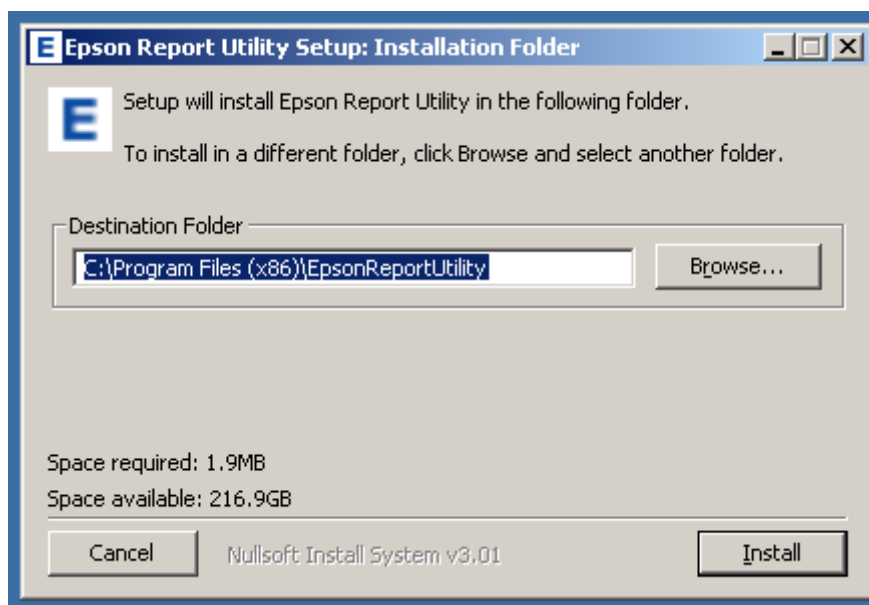 E Epson Report Utility Setup: Installation Folder
E
Setup will install Epson Report Utility in the following folder.
To install in a different folder, click Browse and select another folder.
Destination Folder
C:\Program Files (x86)\EpsonReportUtility
Browse...
Space required: 1.9MB
Space available: 216.9GB
Cancel
Nullsoft Install System v3.01
Install